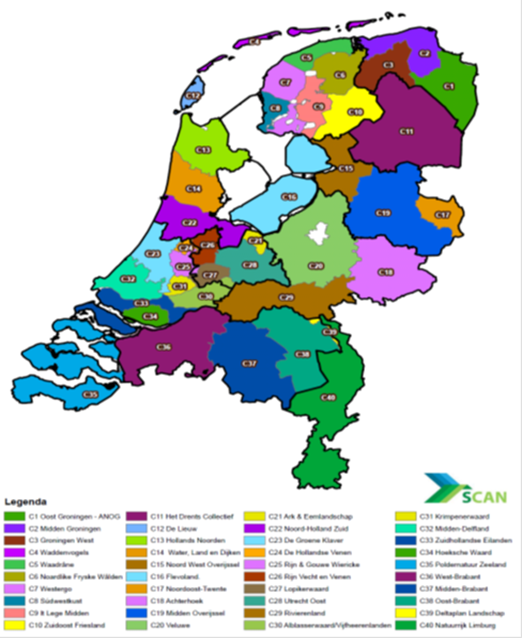 C4
C5
C2
C3
C7
C6
C1
C12
C8
C9
C10
C11
C13
C15
C14
C16
C19
C17
C22
C21
C24
C26
C23
C25
C28
C20
C18
C27
C32
C31
C30
C29
C33
C34
C39
C36
C37
C38
C35
C40
SCAN
Legenda
C1 Oost Groningen - ANOG
C2 Midden Groningen
C3 Groningen West
C4 Waddenvogels
C5 Waadrâne
C6 Noardlike Fryske Wâlden
C7 Westergo
C8 Súdwestkust
C9 It Lege Midden
C10 Zuidoost Friesland
C11 Het Drents Collectief
C12 De Lieuw
C13 Hollands Noorden
C14 Water, Land en Dijken
C15 Noord West Overijssel
C16 Flevoland
C17 Noordoost-Twente
C18 Achterhoek
C19 Midden Overijssel
C20 Veluwe
C21 Ark & Eemlandschap
C22 Noord-Holland Zuid
C23 De Groene Klaver
C24 De Hollandse Venen
C25 Rijn & Gouwe Wiericke
C26 Rijn Vecht en Venen
C27 Lopikerwaard
C28 Utrecht Oost
C29 Rivierenland
C30 Alblasserwaard/Vijfheerenlanden
C31 Krimpenerwaard
C32 Midden-Delfland
C33 Zuidhollandse Eilanden
C34 Hoeksche Waard
C35 Poldernatuur Zeeland
C36 West-Brabant
C37 Midden-Brabant
C38 Oost-Brabant
C39 Deltaplan Landschap
C40 Natuurrijk Limburg